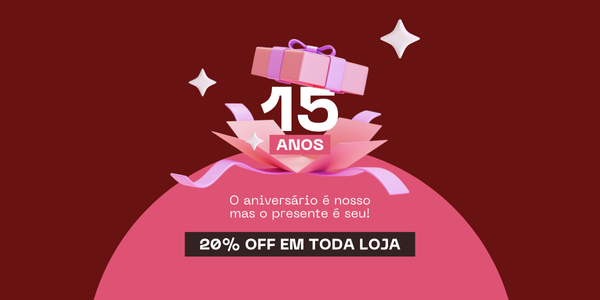 15
ANOS
O aniversário é nosso
mas o presente é seu!
20% OFF EM TODA LOJA